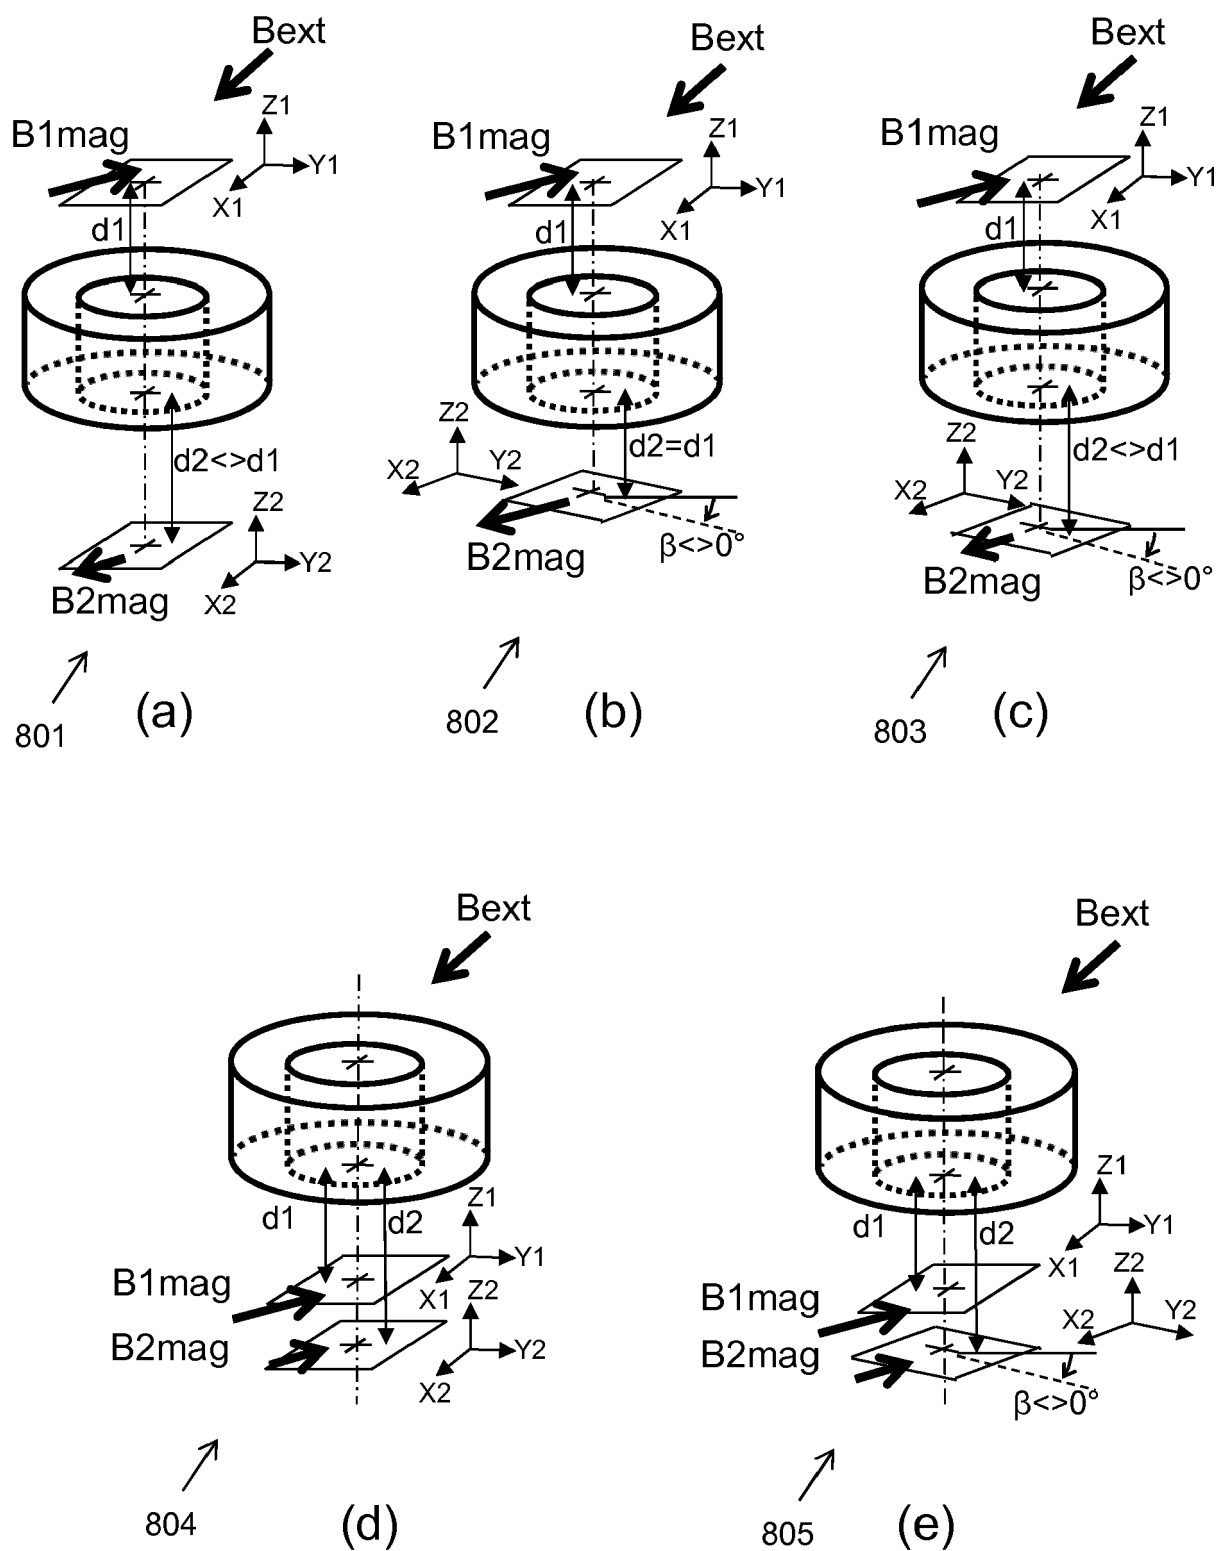 Bext
B1mag
Z1
Y1
X1
d1
d2<>d1
Z2
Y2
X2
B2mag
801
(a)
Bext
B1mag
Z1
Y1
X1
d1
Z2
X2
Y2
d2=d1
B2mag
β<>0°
802
(b)
Bext
B1mag
Z1
Y1
X1
d1
Z2
X2
Y2
d2<>d1
B2mag
β<>0°
803
(c)
Bext
d1
d2
Z1
Y1
X1
B1mag
Z2
B2mag
Y2
X2
804
(d)
Bext
d1
d2
Z1
Y1
X1
B1mag
Z2
X2
Y2
B2mag
β<>0°
805
(e)